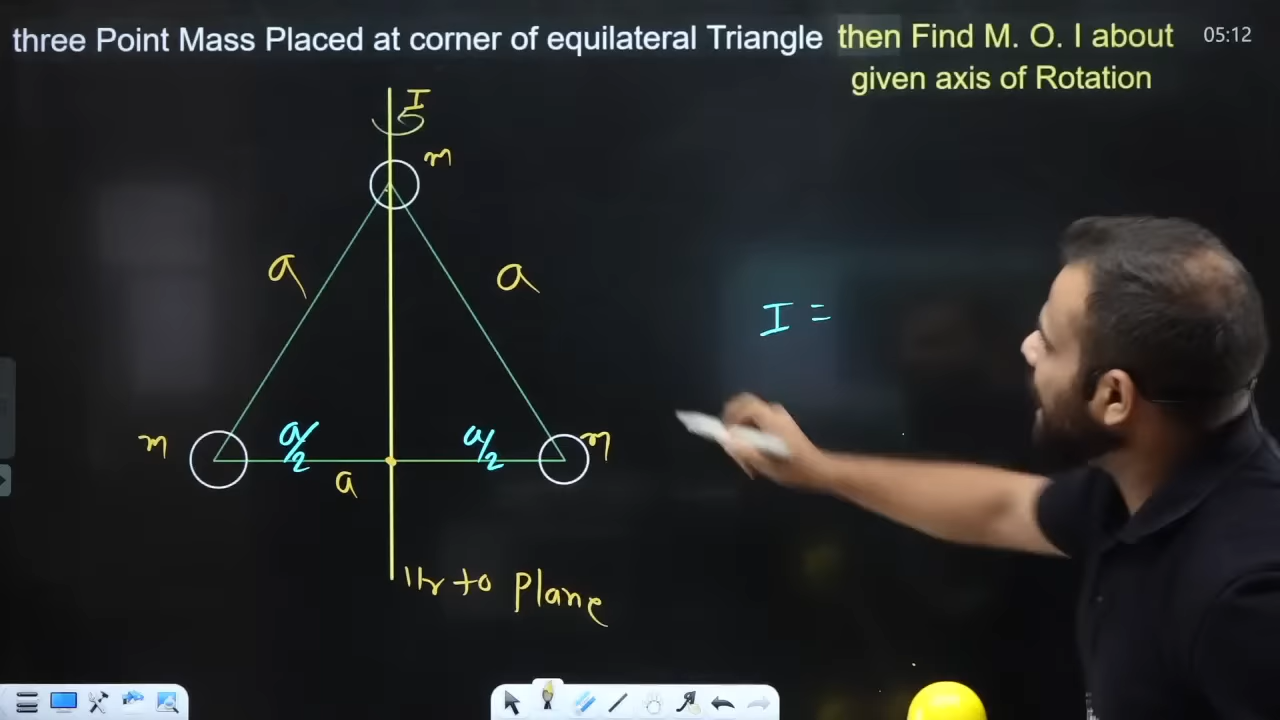 three Point Mass Placed at corner of equilateral Triangle then Find M. O. I about
given axis of Rotation
05:12
I
m
a
a
I =
m
a/2
a/2
m
a
11r to Plane